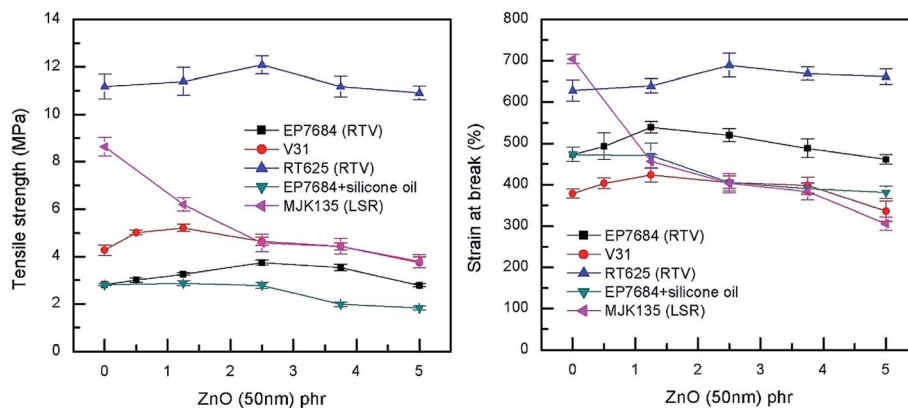 14
12
10
8
6
4
2
0
Tensile strength (MPa)
EP7684 (RTV)
V31
RT625 (RTV)
EP7684+silicone oil
MJK135 (LSR)
0 1 2 3 4 5
ZnO (50nm) phr
800
700
600
500
400
300
200
100
0
Strain at break (%)
EP7684 (RTV)
V31
RT625 (RTV)
EP7684+silicone oil
MJK135 (LSR)
0 1 2 3 4 5
ZnO (50nm) phr